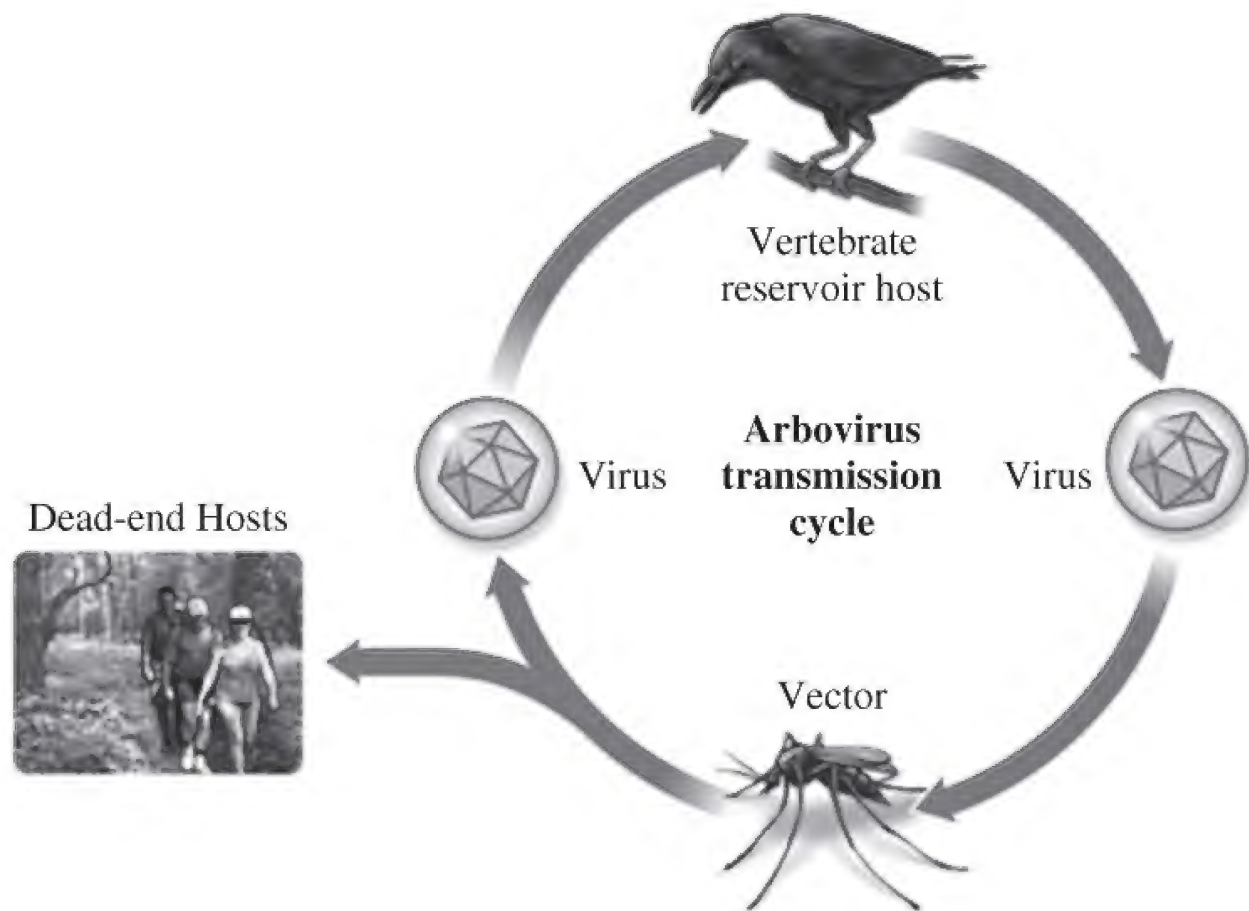 Vertebrate
reservoir host
Virus
Arbovirus
transmission
cycle
Virus
Dead-end Hosts
Vector